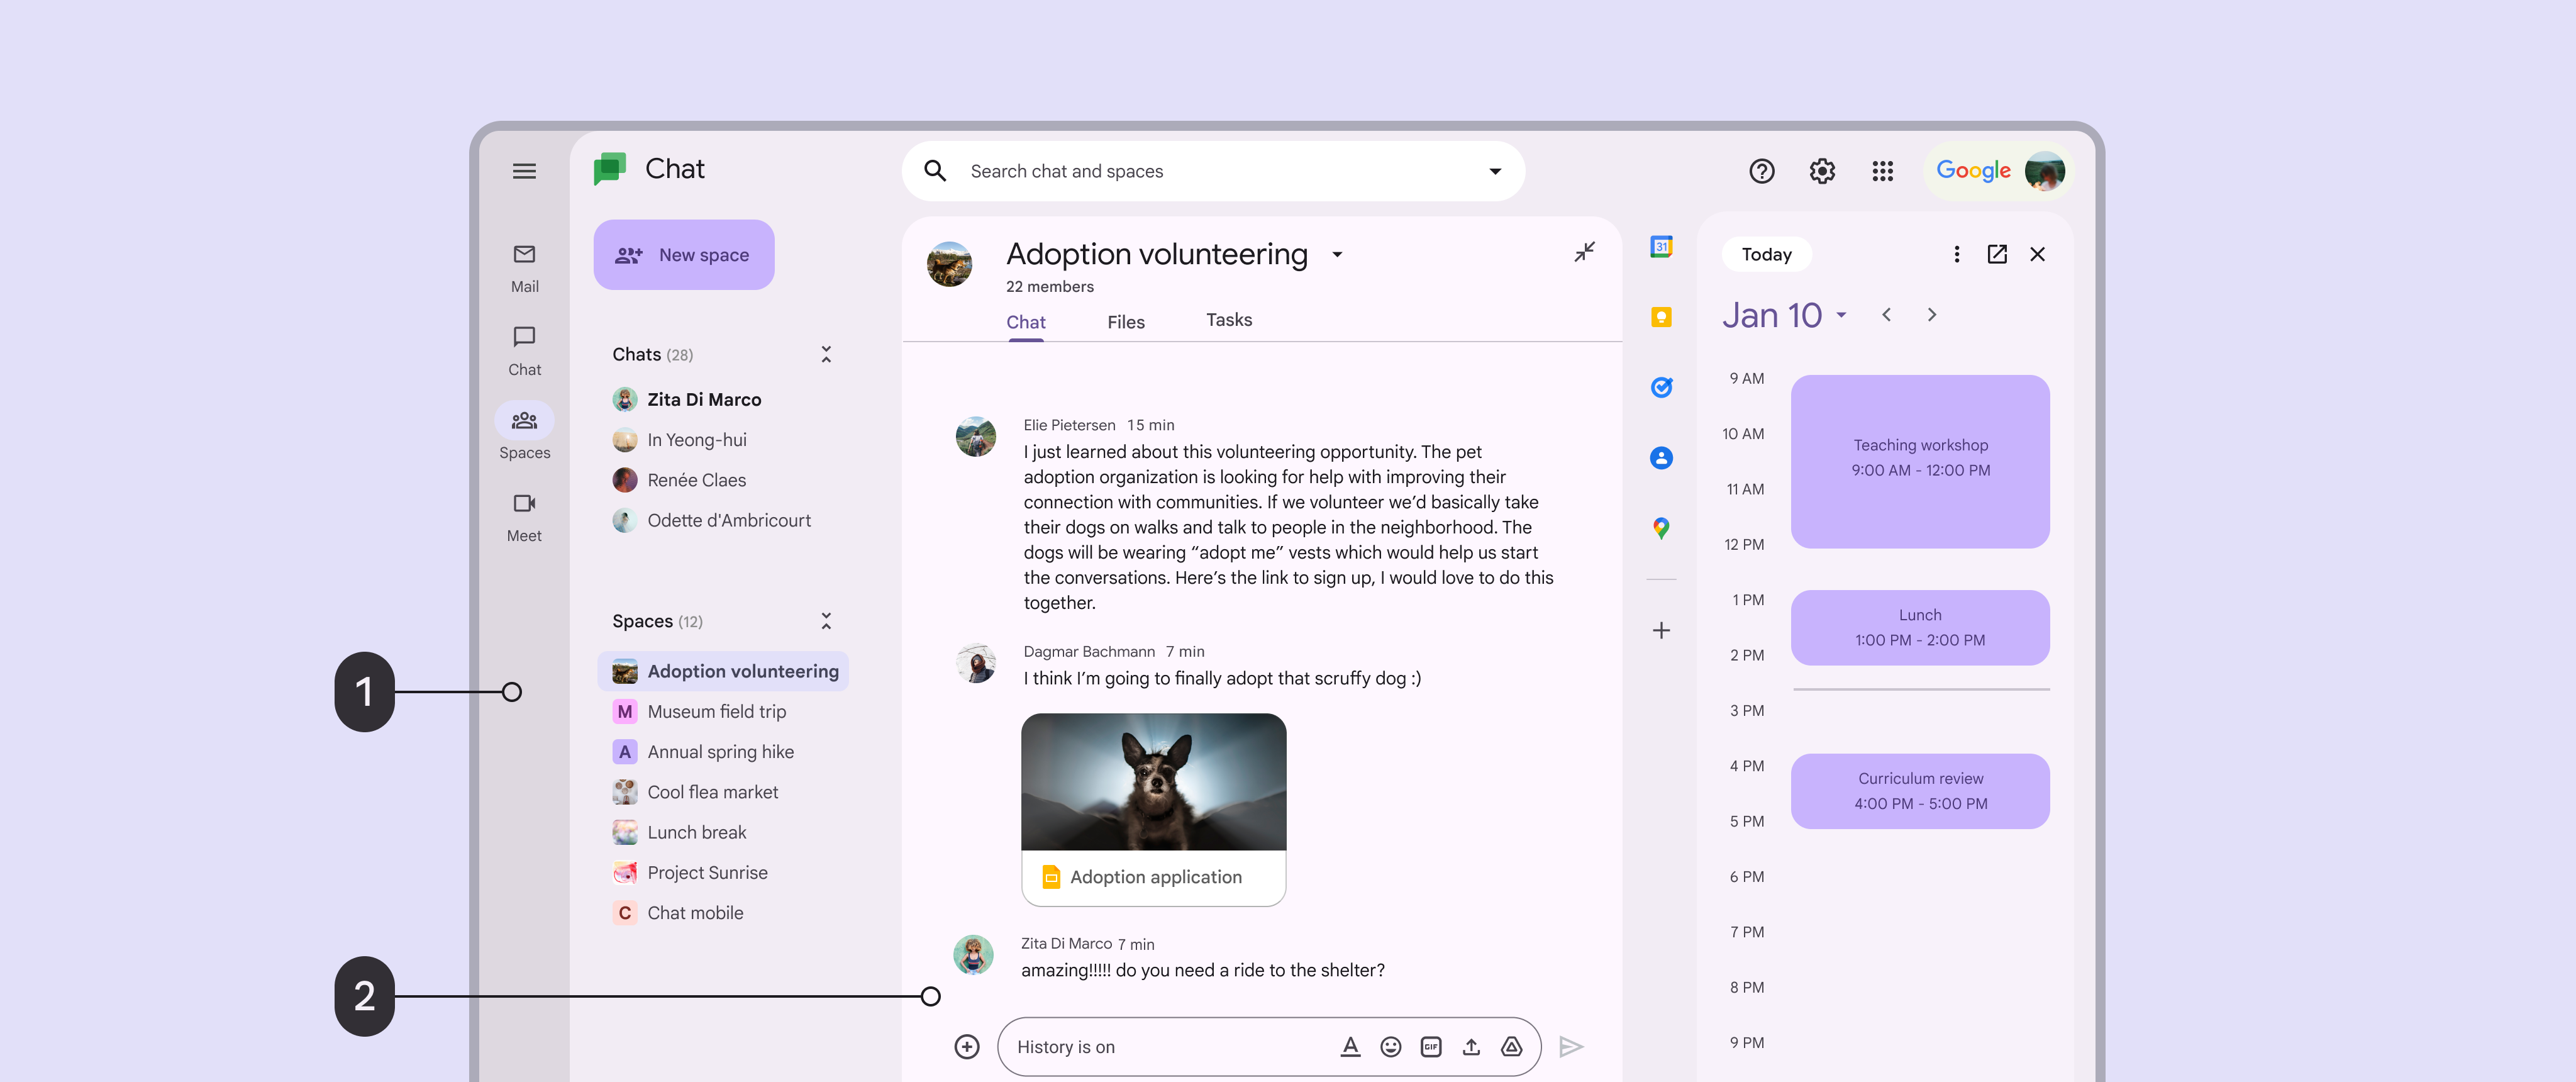 Chat
Search chat and spaces
Google
Mail
Chat
Spaces
Meet
New space
Chats (28)
Zita Di Marco
In Yeong-hui
Renée Claes
Odette d'Ambricourt
Spaces (12)
Adoption volunteering
M Museum field trip
A Annual spring hike
Cool flea market
Lunch break
Project Sunrise
C Chat mobile
1
2
Adoption volunteering
22 members
Chat Files Tasks
Elie Pietersen 15 min
I just learned about this volunteering opportunity. The pet
adoption organization is looking for help with improving their
connection with communities. If we volunteer we’d basically take
their dogs on walks and talk to people in the neighborhood. The
dogs will be wearing “adopt me” vests which would help us start
the conversations. Here’s the link to sign up, I would love to do this
together.
Dagmar Bachmann 7 min
I think I’m going to finally adopt that scruffy dog :)
Adoption application
Zita Di Marco 7 min
amazing!!!!! do you need a ride to the shelter?
History is on
A
GIF
31
Today
Jan 10
9 AM
10 AM
11 AM
12 PM
1 PM
2 PM
3 PM
4 PM
5 PM
6 PM
7 PM
8 PM
9 PM
Teaching workshop
9:00 AM - 12:00 PM
Lunch
1:00 PM - 2:00 PM
Curriculum review
4:00 PM - 5:00 PM